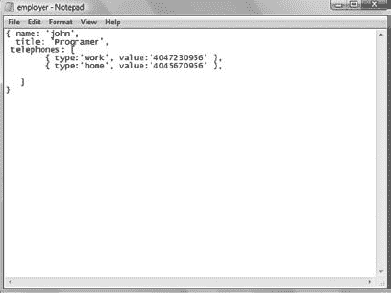 employer - Notepad
File Edit Format View Help
{ name: 'john',
title: 'Programer',
telephones: [
{ type:'work', value:'4047230956' },
{ type:'home', value:'4045670956' },
]
}